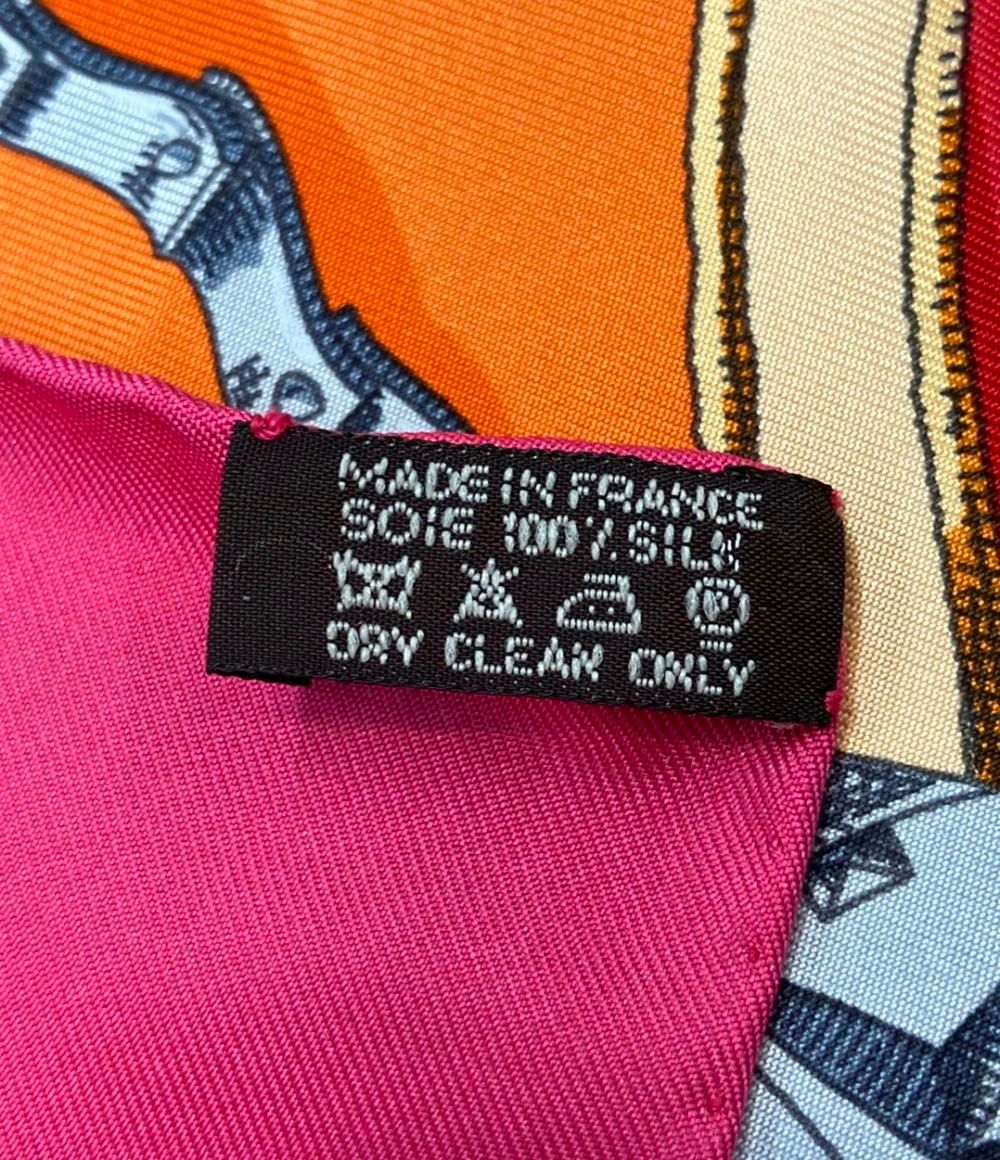 MADE IN FRANCE
SOIE 100% SILK
P
DRY CLEAN ONLY